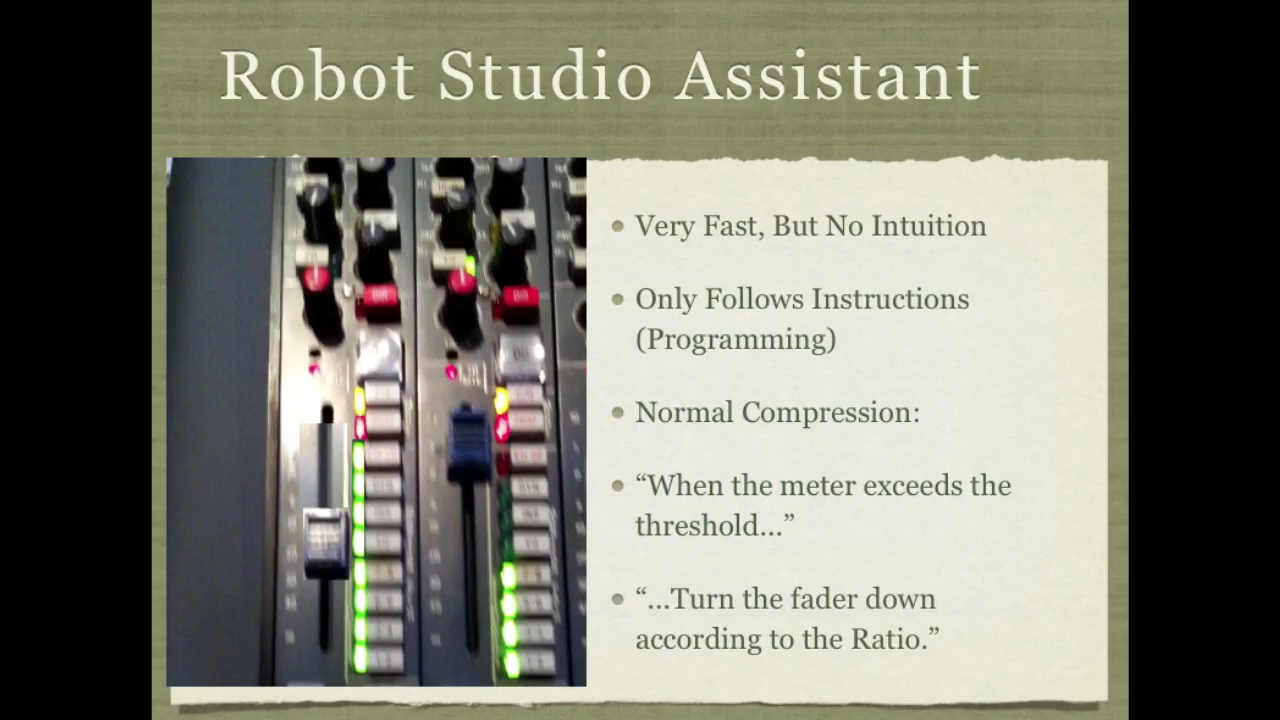 Robot Studio Assistant
Very Fast, But No Intuition
Only Follows Instructions
(Programming)
Normal Compression:
“When the meter exceeds the
threshold...”
“...Turn the fader down
according to the Ratio.”